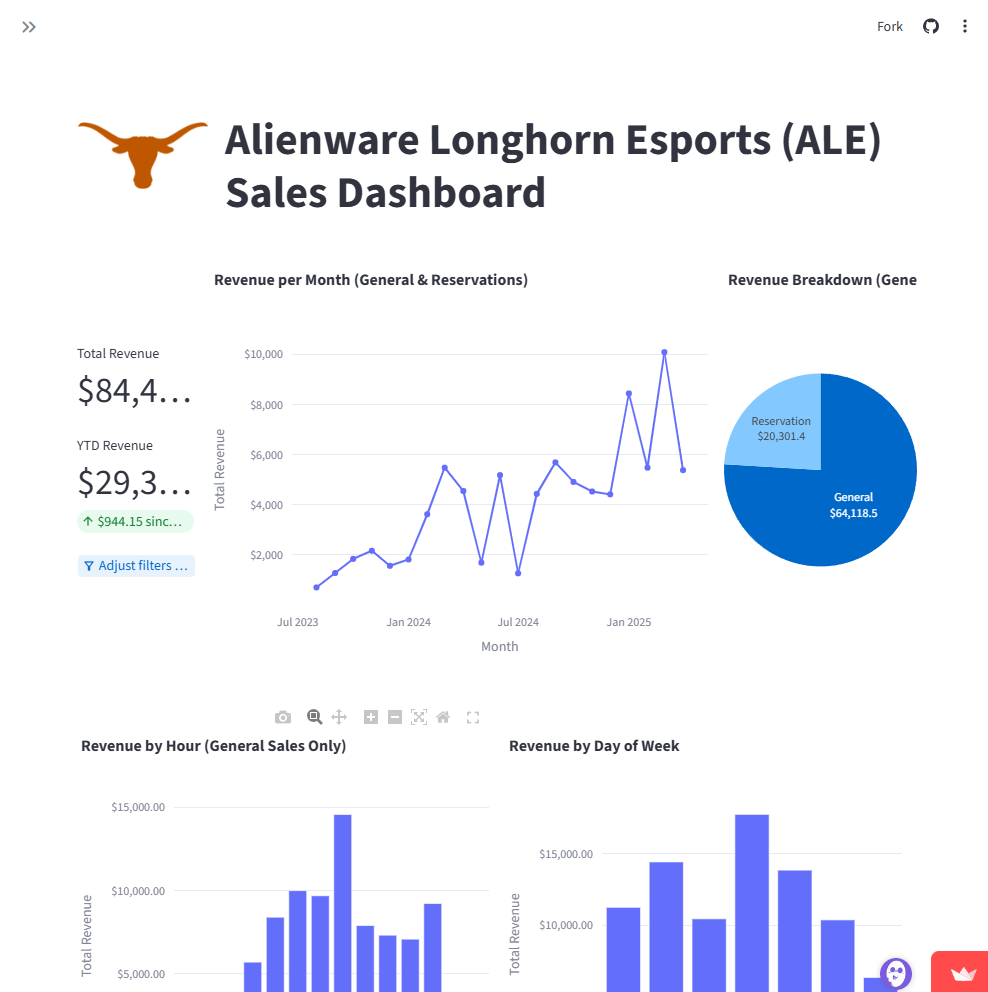 Fork
Alienware Longhorn Esports (ALE)
Sales Dashboard
Revenue per Month (General & Reservations)
Revenue Breakdown (Gene
Total Revenue
$84,4…
YTD Revenue
$29,3…
$944.15 sinc…
Adjust filters …
Total Revenue
$10,000
$8,000
$6,000
$4,000
$2,000
Jul 2023
Jan 2024
Jul 2024
Jan 2025
Month
Reservation
$20,301.4
General
$64,118.5
Revenue by Hour (General Sales Only)
Total Revenue
$15,000.00
$10,000.00
$5,000.00
Revenue by Day of Week
Total Revenue
$15,000.00
$10,000.00